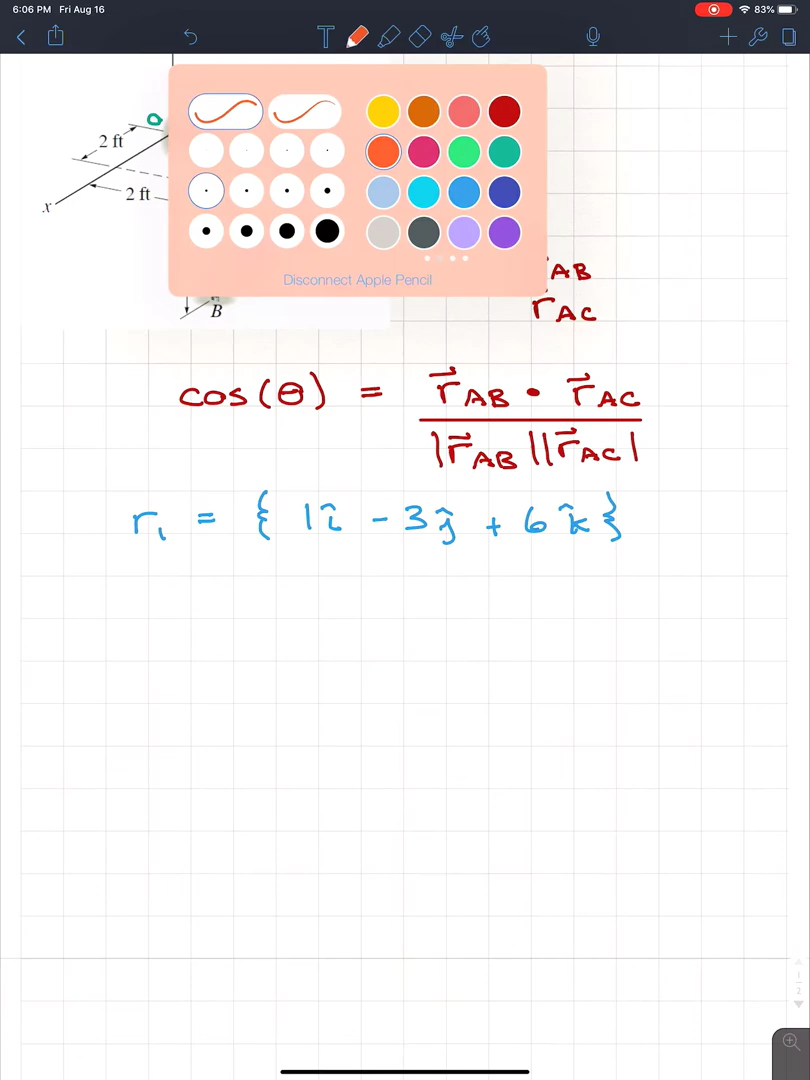 6:06 PM Fri Aug 16
83%
T
2 ft
x
2 ft
B
Disconnect Apple Pencil
AB
r AC
cos(θ) = r⃗AB • r⃗AC
|r⃗AB||r⃗AC|
r₁ = { 1î - 3ĵ + 6k̂ }